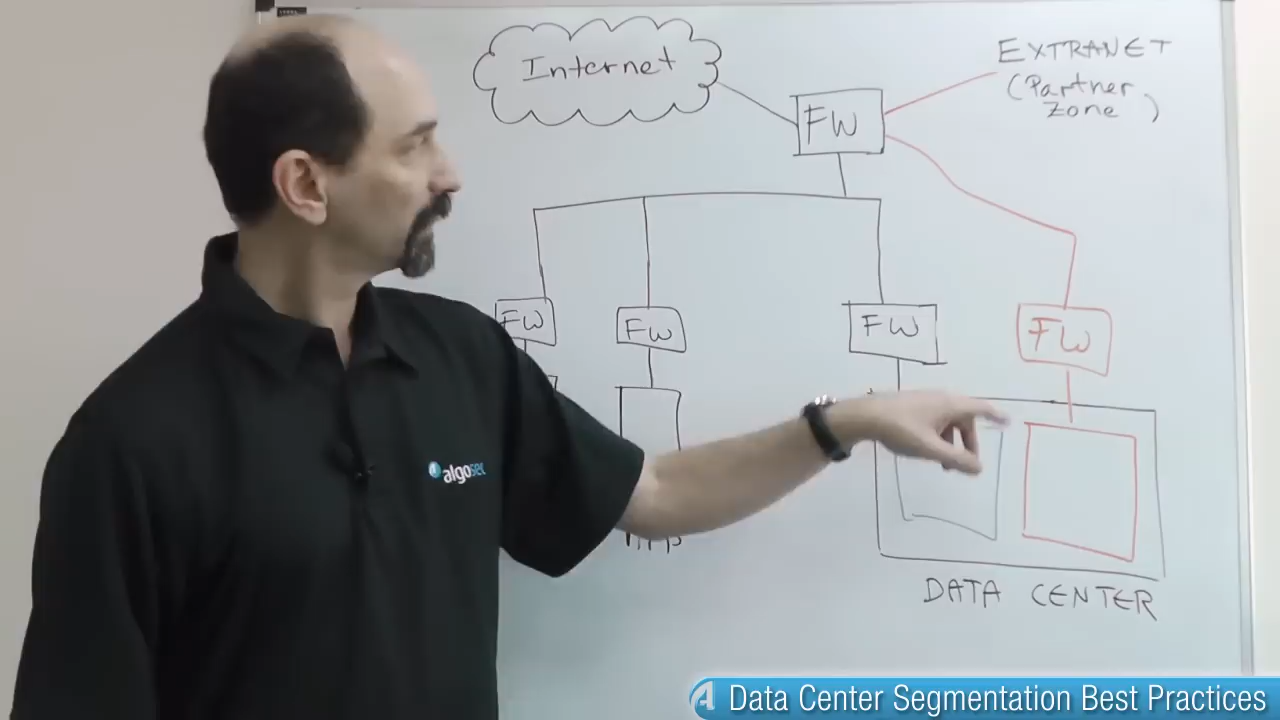 Internet
EXTRANET
(Partner
Zone)
FW
FW
FW
FW
FW
algosec
DATA CENTER
Data Center Segmentation Best Practices